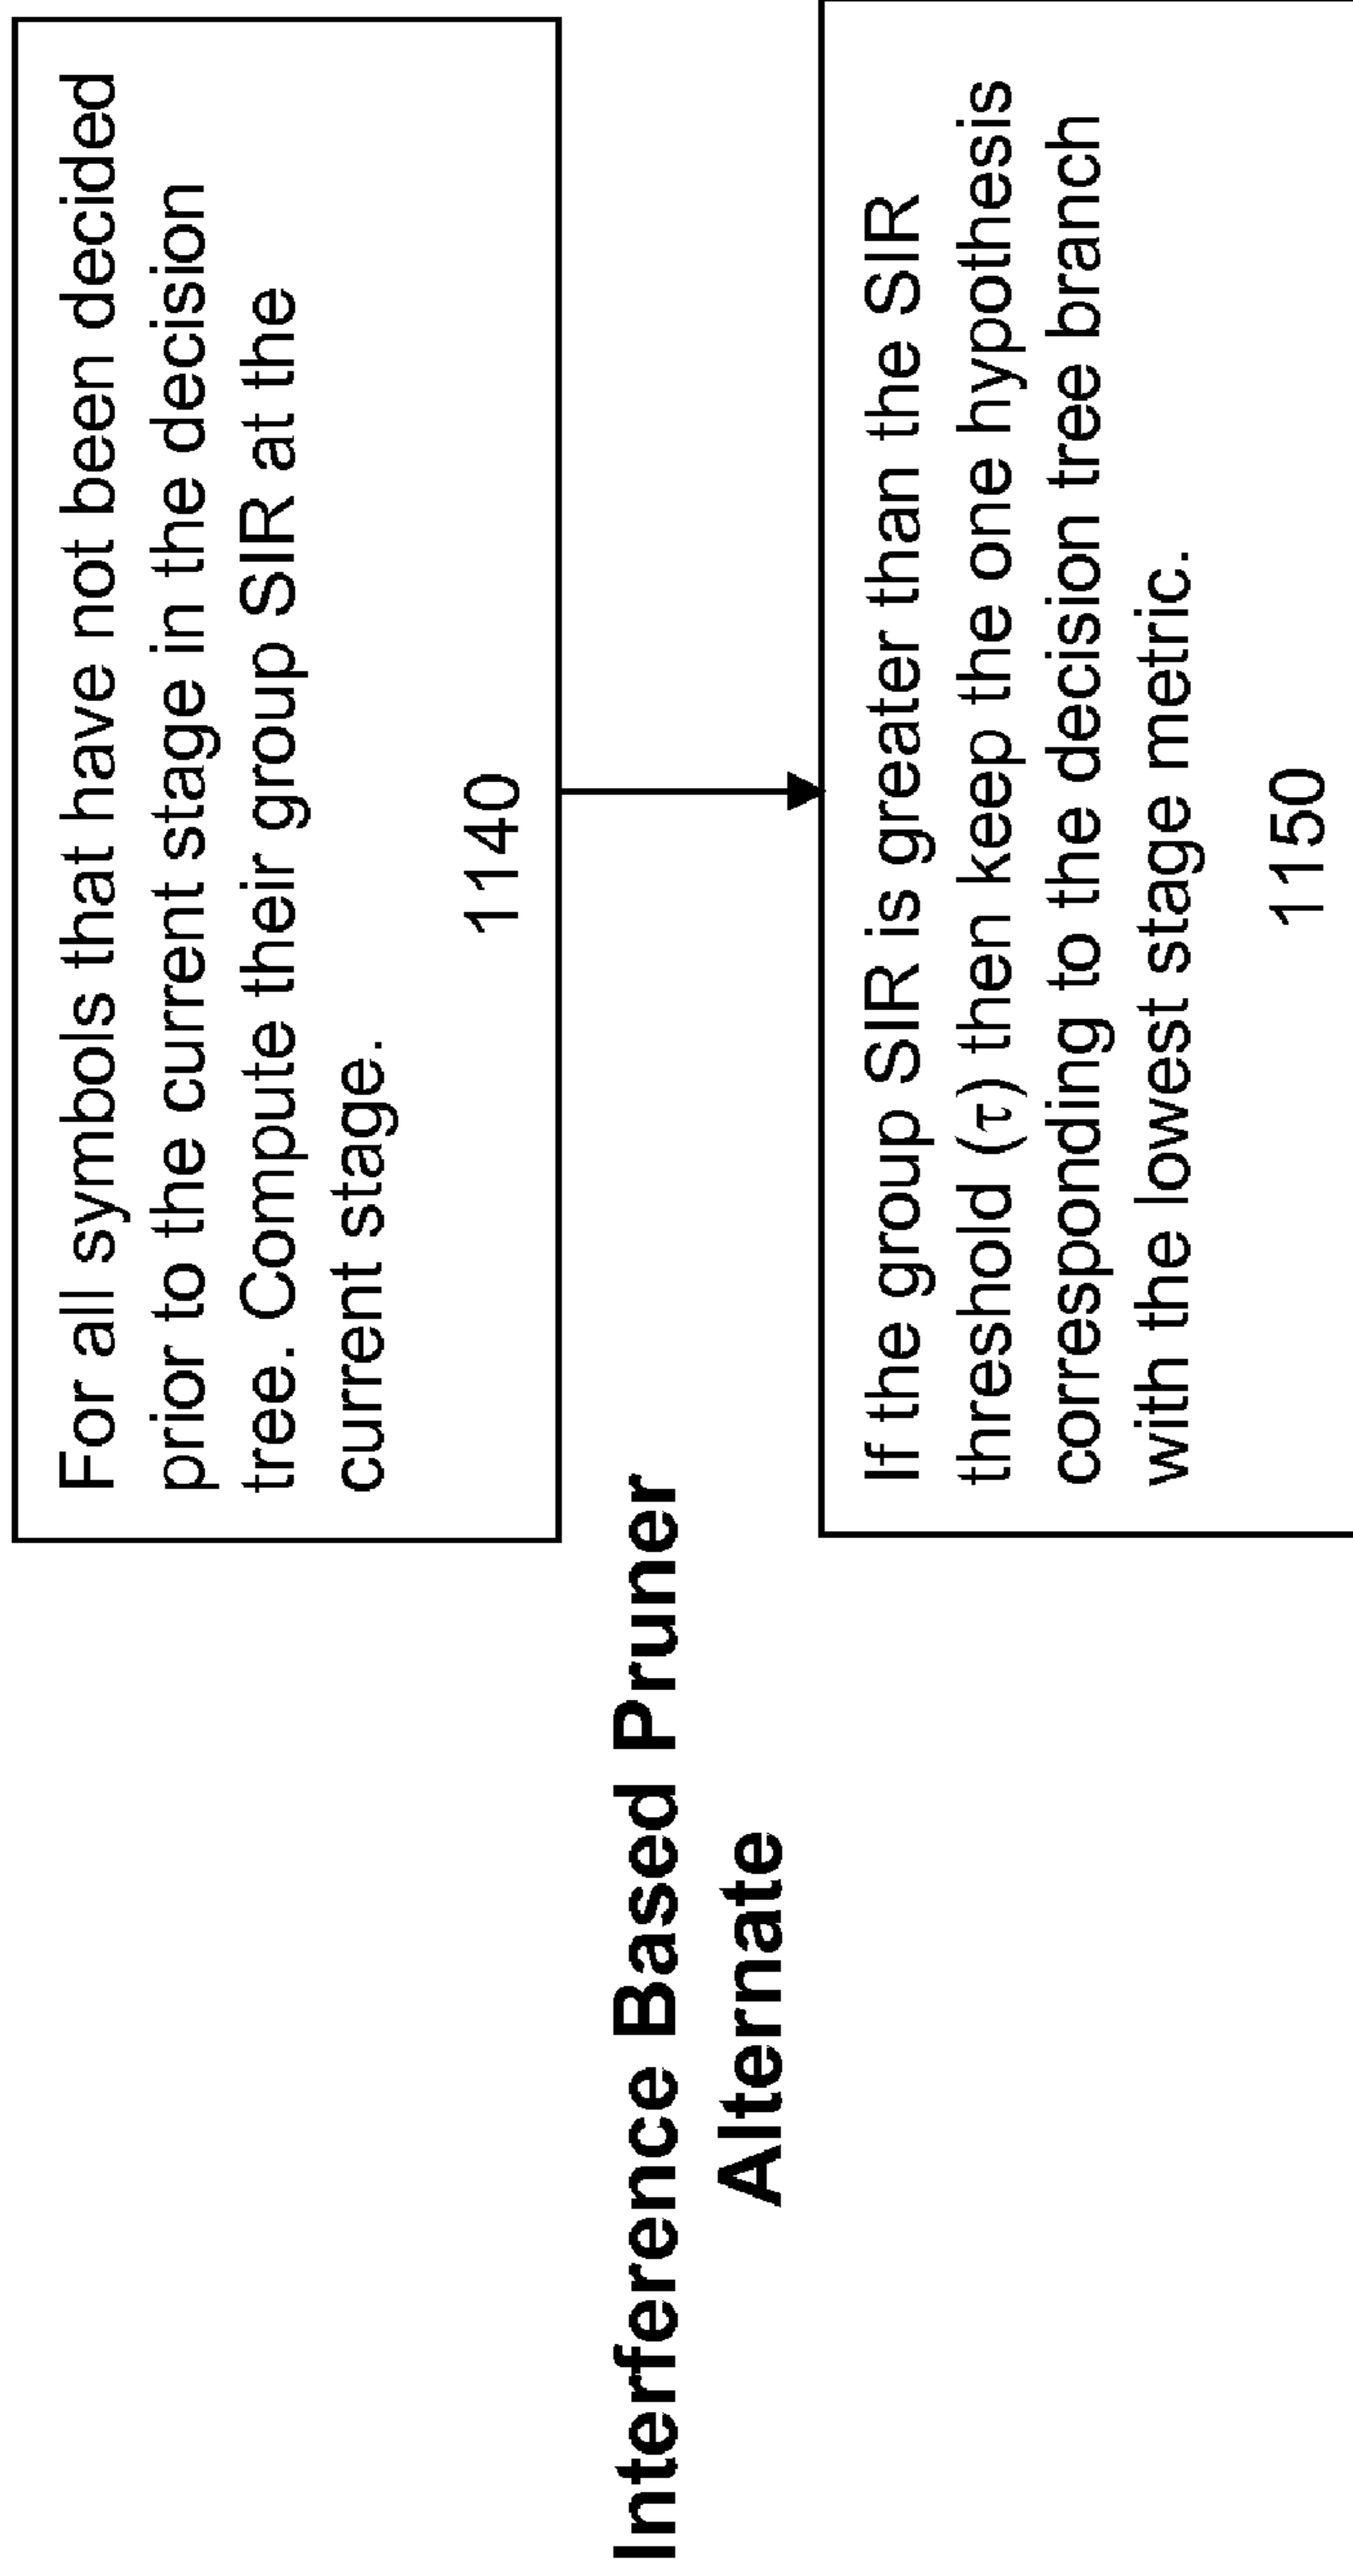 For all symbols that have not been decided
prior to the current stage in the decision
tree. Compute their group SIR at the
current stage.
1140
Interference Based Pruner
Alternate
If the group SIR is greater than the SIR
threshold (τ) then keep the one hypothesis
corresponding to the decision tree branch
with the lowest stage metric.
1150